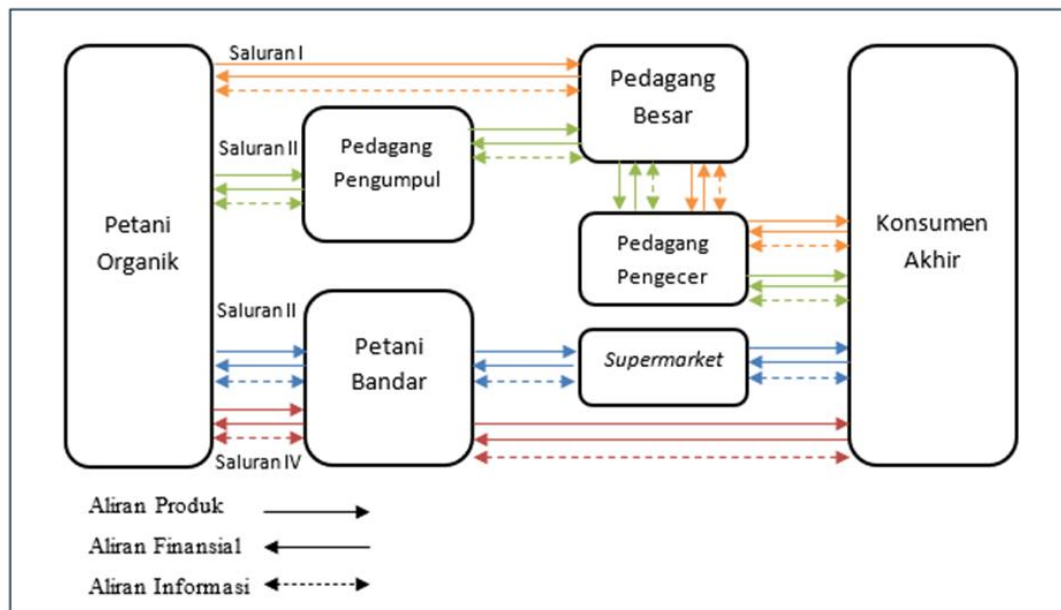 Saluran I
Pedagang
Besar
Saluran II
Pedagang
Pengumpul
Petani
Organik
Pedagang
Pengecer
Konsumen
Akhir
Saluran II
Petani
Bandar
Supermarket
Saluran IV
Aliran Produk
Aliran Finansial
Aliran Informasi